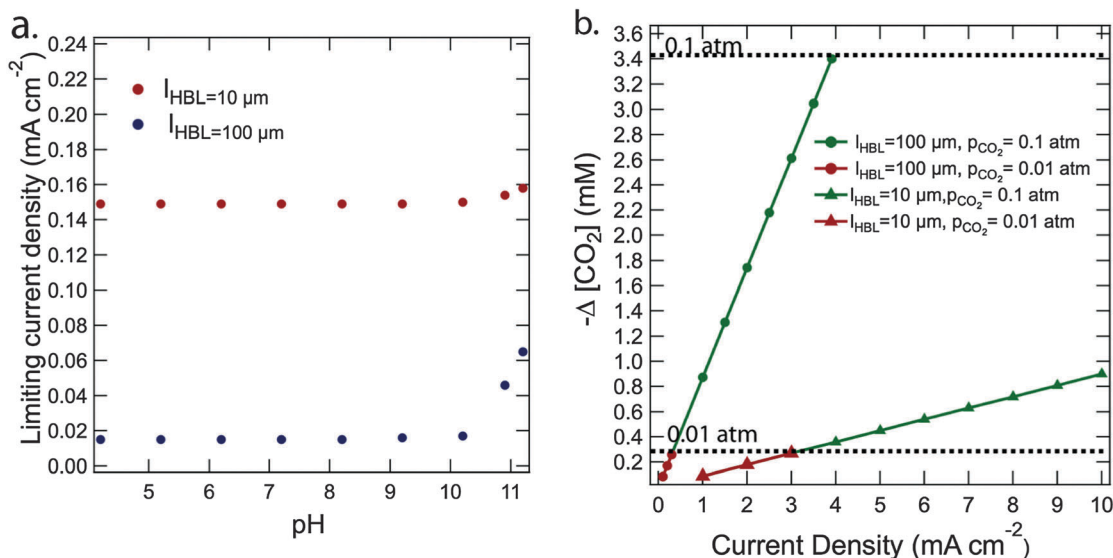 a.
0.24
0.22
0.20
0.18
0.16
0.14
0.12
0.10
0.08
0.06
0.04
0.02
0.00
Limiting current density (mA cm⁻²)
I HBL=10 μm
I HBL=100 μm
5 6 7 8 9 10 11
pH
b.
3.6
3.4
3.2
3.0
2.8
2.6
2.4
2.2
2.0
1.8
1.6
1.4
1.2
1.0
0.8
0.6
0.4
0.2
-Δ [CO₂] (mM)
0.1 atm
I HBL=100 μm, pCO₂= 0.1 atm
I HBL=100 μm, pCO₂= 0.01 atm
I HBL=10 μm,pCO₂= 0.1 atm
I HBL=10 μm, pCO₂= 0.01 atm
0.01 atm
0 1 2 3 4 5 6 7 8 9 10
Current Density (mA cm⁻²